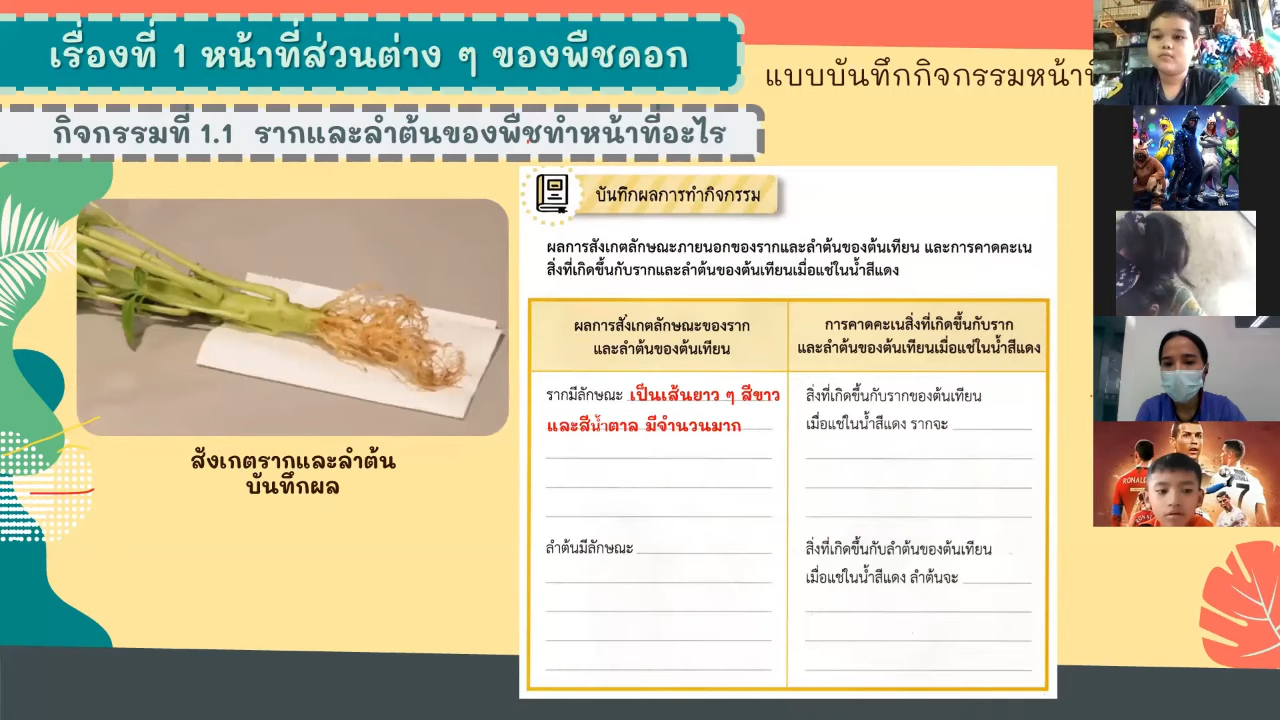 เรื่องที่ 1 หน้าที่ส่วนต่าง ๆ ของพืชดอก
แบบบันทึกกิจกรรมหน้าที่
กิจกรรมที่ 1.1 รากและลำต้นของพืชทำหน้าที่อะไร
บันทึกผลการทำกิจกรรม
ผลการสังเกตลักษณะภายนอกของรากและลำต้นของต้นเทียน และการคาดคะเน
สิ่งที่เกิดขึ้นกับรากและลำต้นของต้นเทียนเมื่อแช่ในน้ำสีแดง
ผลการสังเกตลักษณะของราก
และลำต้นของต้นเทียน
การคาดคะเนสิ่งที่เกิดขึ้นกับราก
และลำต้นของต้นเทียนเมื่อแช่ในน้ำสีแดง
รากมีลักษณะ เป็นเส้นยาว ๆ สีขาว
และสีน้ำตาล มีจำนวนมาก
สิ่งที่เกิดขึ้นกับรากของต้นเทียน
เมื่อแช่ในน้ำสีแดง รากจะ
ลำต้นมีลักษณะ
สิ่งที่เกิดขึ้นกับลำต้นของต้นเทียน
เมื่อแช่ในน้ำสีแดง ลำต้นจะ
สังเกตรากและลำต้น
บันทึกผล
7